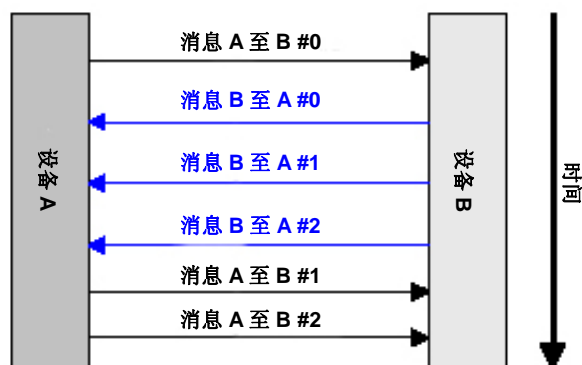 消息 A 至 B #0
消息 B 至 A #0
消息 B 至 A #1
消息 B 至 A #2
消息 A 至 B #1
消息 A 至 B #2
设备 A
设备 B
时间